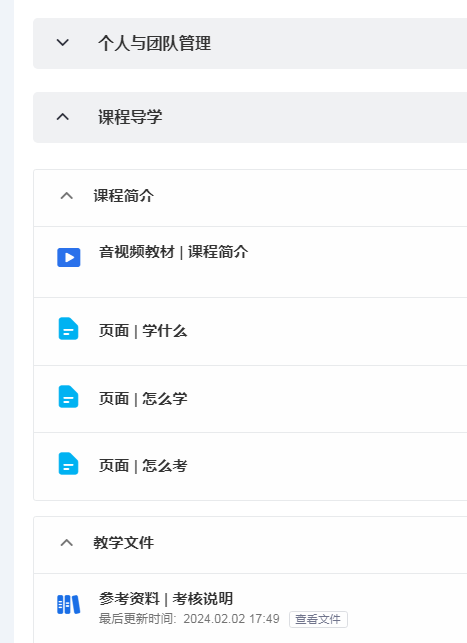 个人与团队管理
课程导学
课程简介
音视频教材 | 课程简介
页面 | 学什么
页面 | 怎么学
页面 | 怎么考
教学文件
参考资料 | 考核说明
最后更新时间: 2024.02.02 17:49 查看文件